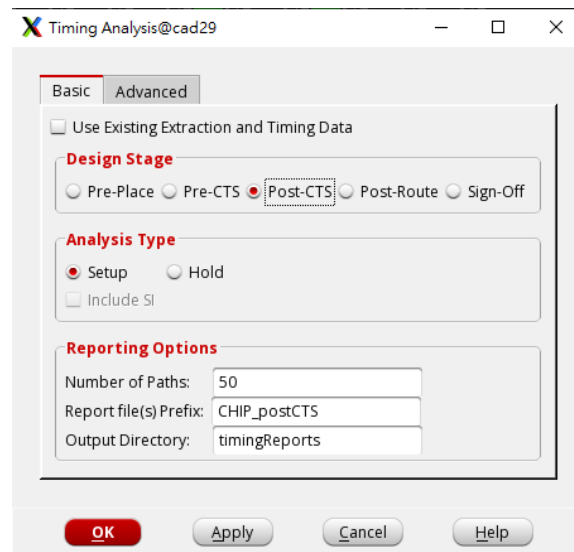 Timing Analysis@cad29
Basic Advanced
Use Existing Extraction and Timing Data
Design Stage
Pre-Place Pre-CTS Post-CTS Post-Route Sign-Off
Analysis Type
Setup Hold
Include SI
Reporting Options
Number of Paths: 50
Report file(s) Prefix: CHIP_postCTS
Output Directory: timingReports
OK Apply Cancel Help